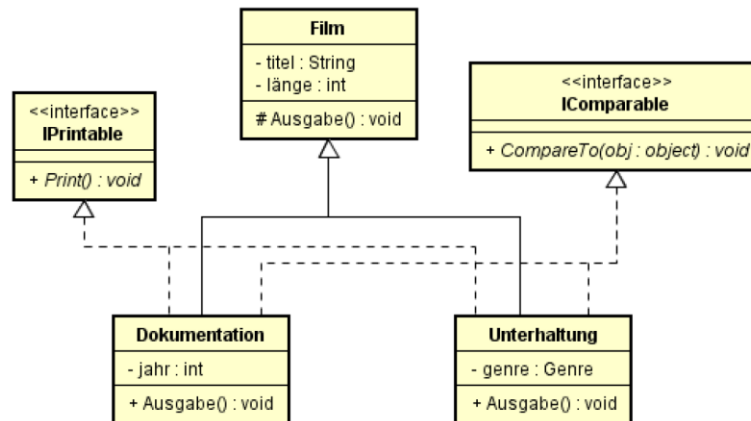 Film
- titel : String
- länge : int
# Ausgabe() : void
<<interface>>
IPrintable
+ Print() : void
<<interface>>
IComparable
+ CompareTo(obj : object) : void
Dokumentation
- jahr : int
+ Ausgabe() : void
Unterhaltung
- genre : Genre
+ Ausgabe() : void